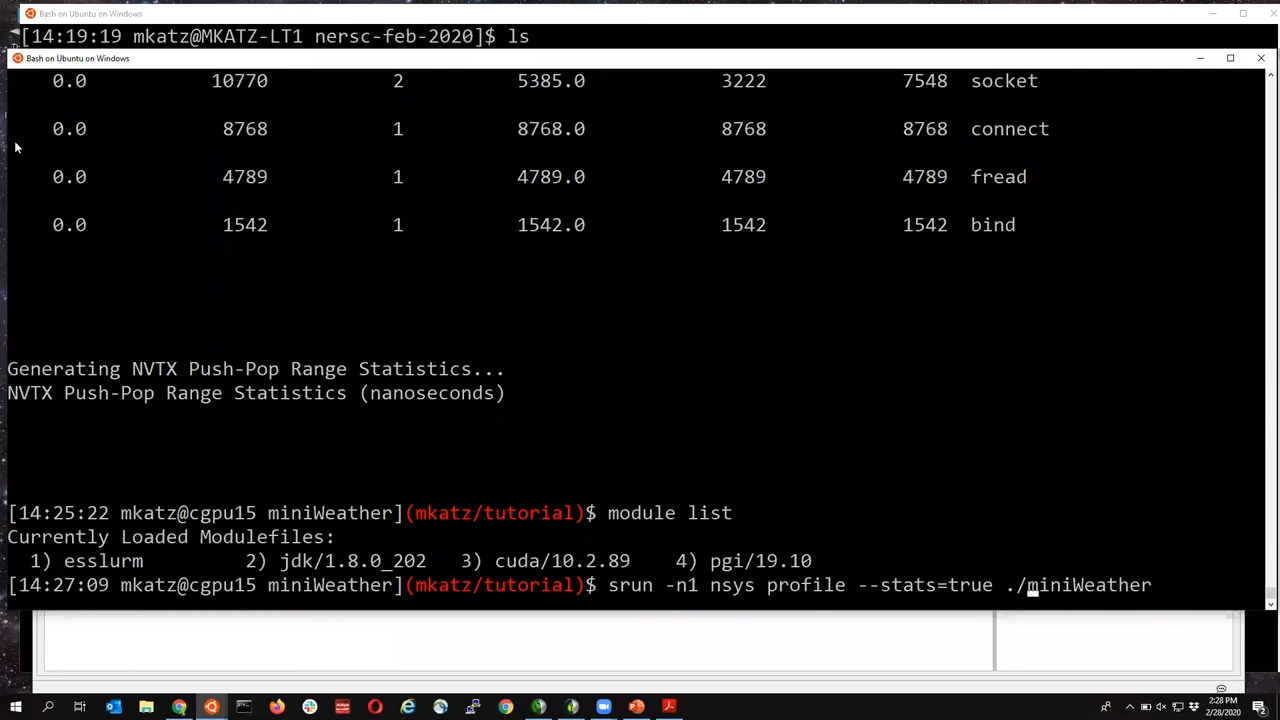 Bash on Ubuntu on Windows
[14:19:19 mkatz@MKATZ-LT1 nersc-feb-2020]$ ls
Bash on Ubuntu on Windows
0.0 10770 2 5385.0 3222 7548 socket
0.0 8768 1 8768.0 8768 8768 connect
0.0 4789 1 4789.0 4789 4789 fread
0.0 1542 1 1542.0 1542 1542 bind
Generating NVTX Push-Pop Range Statistics...
NVTX Push-Pop Range Statistics (nanoseconds)
[14:25:22 mkatz@cgpu15 miniWeather](mkatz/tutorial)$ module list
Currently Loaded Modulefiles:
1) esslurm 2) jdk/1.8.0_202 3) cuda/10.2.89 4) pgi/19.10
[14:27:09 mkatz@cgpu15 miniWeather](mkatz/tutorial)$ srun -n1 nsys profile --stats=true ./miniWeather
2:28 PM
2/28/2020